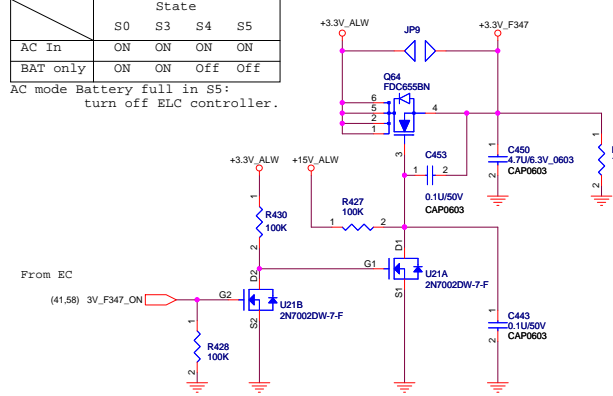 State
S0 S3 S4 S5
AC In ON ON ON ON
BAT only ON ON Off Off
AC mode Battery full in S5:
turn off ELC controller.
+3.3V_ALW
JP9
+3.3V_F347
Q64
FDC655BN
6
5
2
1
4
3
C453
1 2
0.1U/50V
CAP0603
1
C450
4.7U/6.3V_0603
CAP0603
2
1
2
+3.3V_ALW
+15V_ALW
1
R430
100K
2
R427
100K
1 2
From EC
(41,58) 3V_F347_ON
G2
D2
S2
U21B
2N7002DW-7-F
G1
D1
S1
U21A
2N7002DW-7-F
1
R428
100K
2
1
C443
0.1U/50V
CAP0603
2